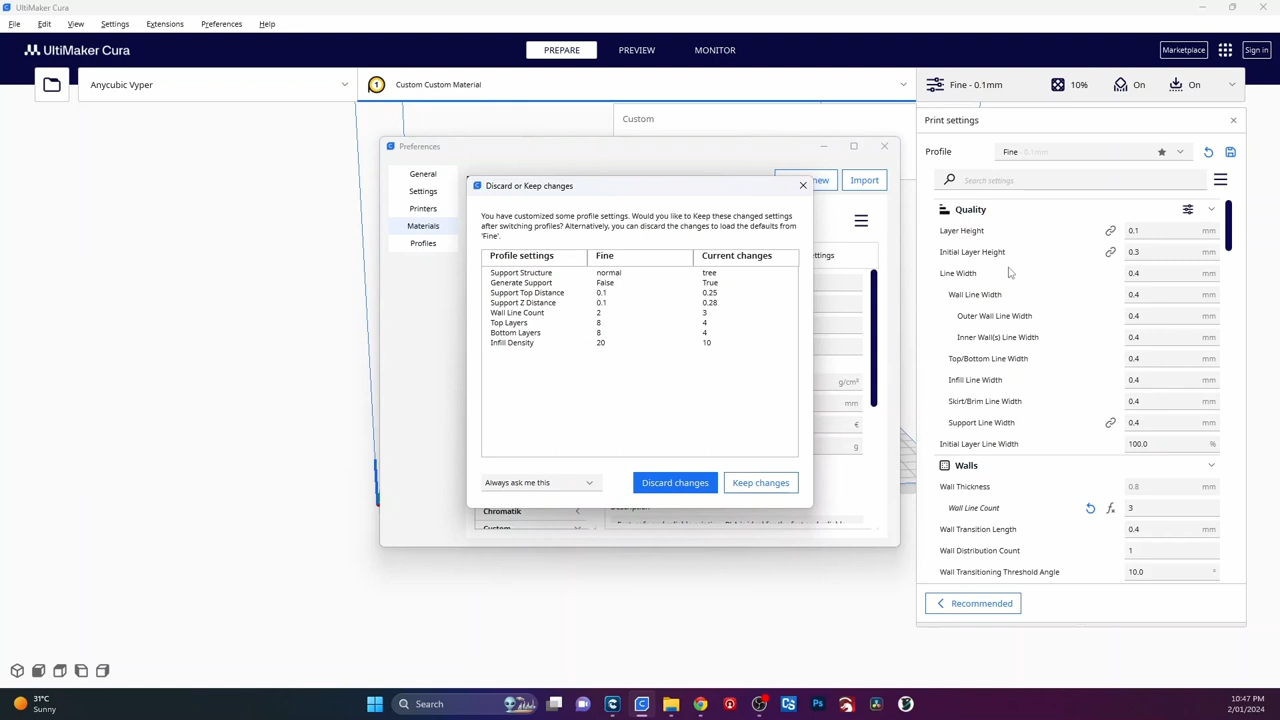 UltiMaker Cura
File Edit View Settings Extensions Preferences Help
UltiMaker Cura
PREPARE PREVIEW MONITOR
Marketplace Sign in
Anycubic Vyper
1 Custom Custom Material
Fine - 0.1mm 10% On On
Custom
Print settings
Profile Fine 0.1mm
Search settings
Quality
Layer Height 0.1 mm
Initial Layer Height 0.3 mm
Line Width 0.4 mm
Wall Line Width 0.4 mm
Outer Wall Line Width 0.4 mm
Inner Wall(s) Line Width 0.4 mm
Top/Bottom Line Width 0.4 mm
Infill Line Width 0.4 mm
Skirt/Brim Line Width 0.4 mm
Support Line Width 0.4 mm
Initial Layer Line Width 100.0 %
Walls
Wall Thickness 0.8 mm
Wall Line Count 3
Wall Transition Length 0.4 mm
Wall Distribution Count 1
Wall Transitioning Threshold Angle 10.0 °
Recommended
Preferences
General
Settings
Printers
Materials
Profiles
new Import
ettings
g/cm³
mm
€
g
Chromatik
Custom
Discard or Keep changes
You have customized some profile settings. Would you like to Keep these changed settings
after switching profiles? Alternatively, you can discard the changes to load the defaults from
'Fine'.
Profile settings Fine Current changes
Support Structure normal tree
Generate Support False True
Support Top Distance 0.1 0.25
Support Z Distance 0.1 0.28
Wall Line Count 2 3
Top Layers 8 4
Bottom Layers 8 4
Infill Density 20 10
Always ask me this Discard changes Keep changes
31°C
Sunny
Search
10:47 PM
2/01/2024